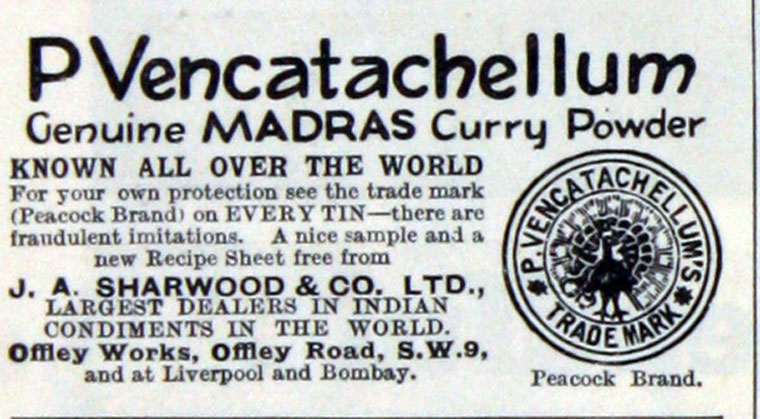 P Vencatachellum
Genuine MADRAS Curry Powder
KNOWN ALL OVER THE WORLD
For your own protection see the trade mark
(Peacock Brand) on EVERY TIN—there are
fraudulent imitations. A nice sample and a
new Recipe Sheet free from
J. A. SHARWOOD & CO. LTD.,
LARGEST DEALERS IN INDIAN
CONDIMENTS IN THE WORLD.
Offley Works, Offley Road, S.W.9,
and at Liverpool and Bombay.
P. VENCATACHELLUM'S
TRADE MARK
Peacock Brand.